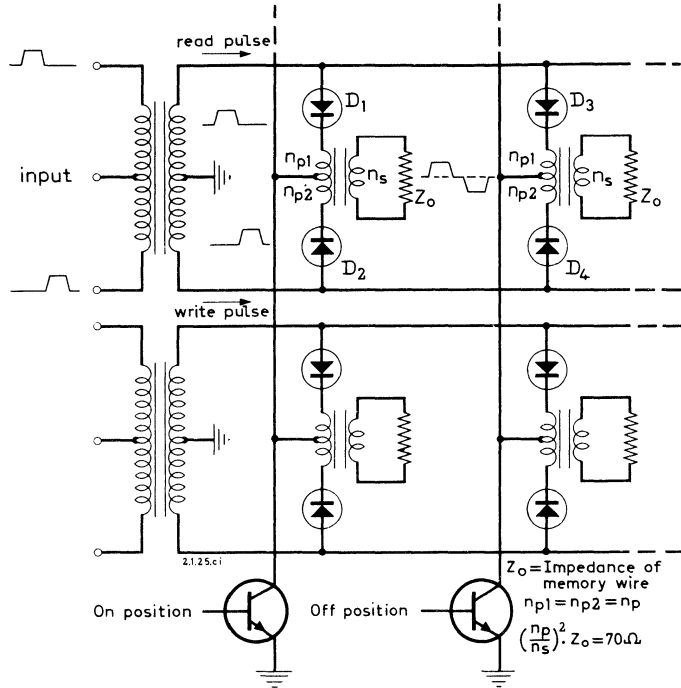 read pulse
D1
D3
np1
ns
np2
Zo
np1
ns
np2
Zo
input
D2
D4
write pulse
2.1.25.ci
Zo=Impedance of
memory wire
np1=np2=np
(np/ns)². Zo=70Ω
On position
Off position